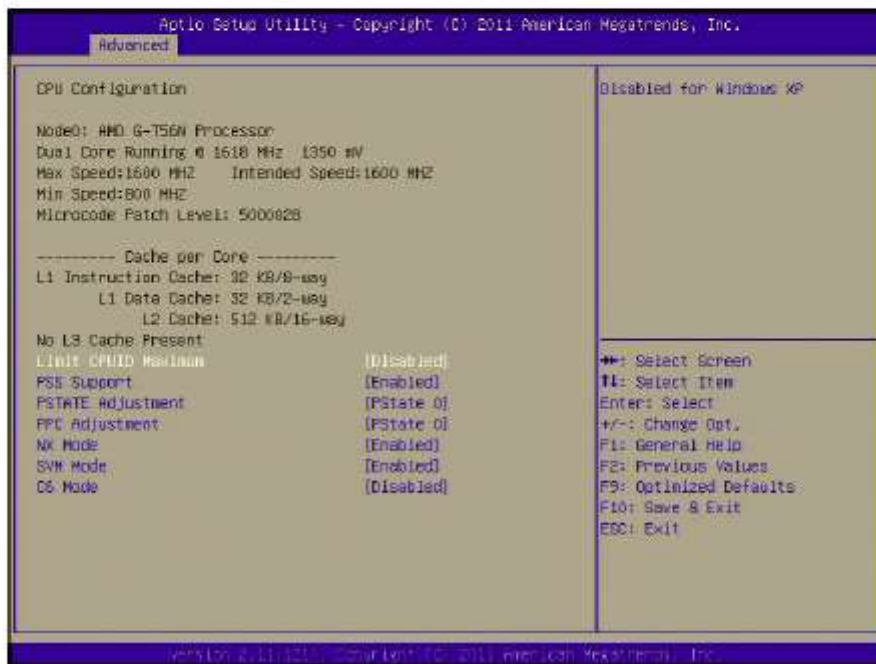 Aptio Setup Utility - Copyright (C) 2011 American Megatrends, Inc.
Advanced
CPU Configuration
Disabled for Windows XP
Node0: AMD G-T56N Processor
Dual Core Running @ 1618 MHz 1350 mV
Max Speed:1600 MHZ Intended Speed:1600 MHZ
Min Speed:800 MHZ
Microcode Patch Level: 5000028
--------- Cache per Core ---------
L1 Instruction Cache: 32 KB/8-way
L1 Data Cache: 32 KB/2-way
L2 Cache: 512 KB/16-way
No L3 Cache Present
Limit CPUID Maximum [Disabled]
PSS Support [Enabled]
PSTATE Adjustment [PState 0]
PPC Adjustment [PState 0]
NX Mode [Enabled]
SVM Mode [Enabled]
C6 Mode [Disabled]
→←: Select Screen
↑↓: Select Item
Enter: Select
+/-: Change Opt.
F1: General Help
F2: Previous Values
F9: Optimized Defaults
F10: Save & Exit
ESC: Exit
Version Copyright (C) 2011 American Megatrends, Inc.